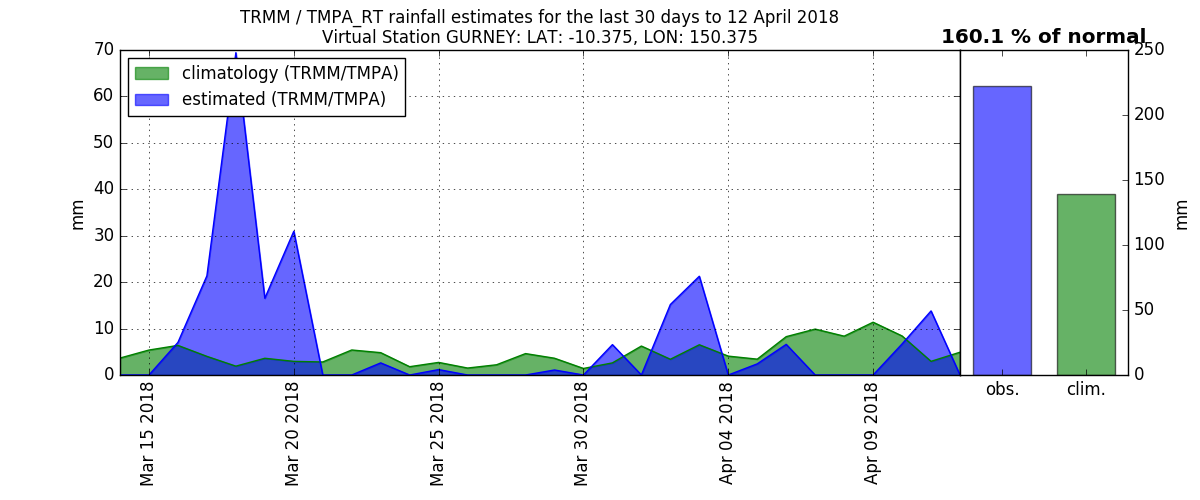 TRMM / TMPA_RT rainfall estimates for the last 30 days to 12 April 2018
Virtual Station GURNEY: LAT: -10.375, LON: 150.375
160.1 % of normal
climatology (TRMM/TMPA)
estimated (TRMM/TMPA)
70
60
50
40
30
20
10
0
mm
Mar 15 2018
Mar 20 2018
Mar 25 2018
Mar 30 2018
Apr 04 2018
Apr 09 2018
obs.
clim.
250
200
150
100
50
0
mm